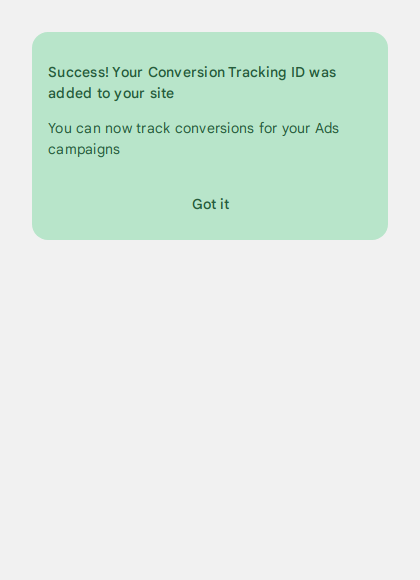 Success! Your Conversion Tracking ID was
added to your site
You can now track conversions for your Ads
campaigns
Got it